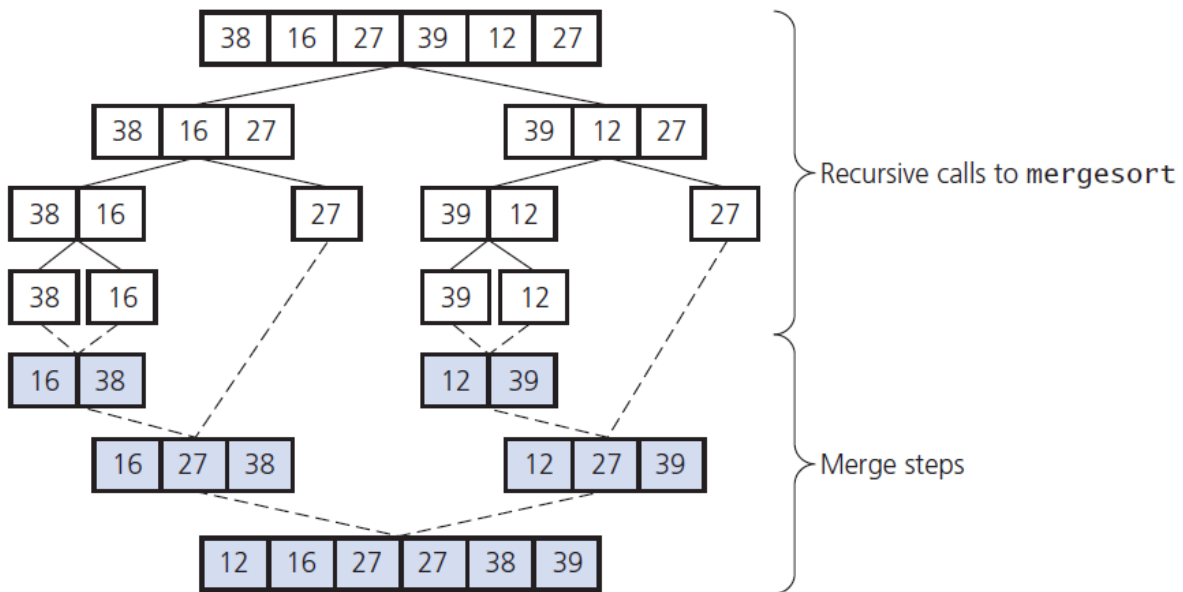 38 16 27 39 12 27
38 16 27 39 12 27
Recursive calls to mergesort
38 16 27 39 12 27
38 16 39 12
16 38 12 39
16 27 38 12 27 39
Merge steps
12 16 27 27 38 39